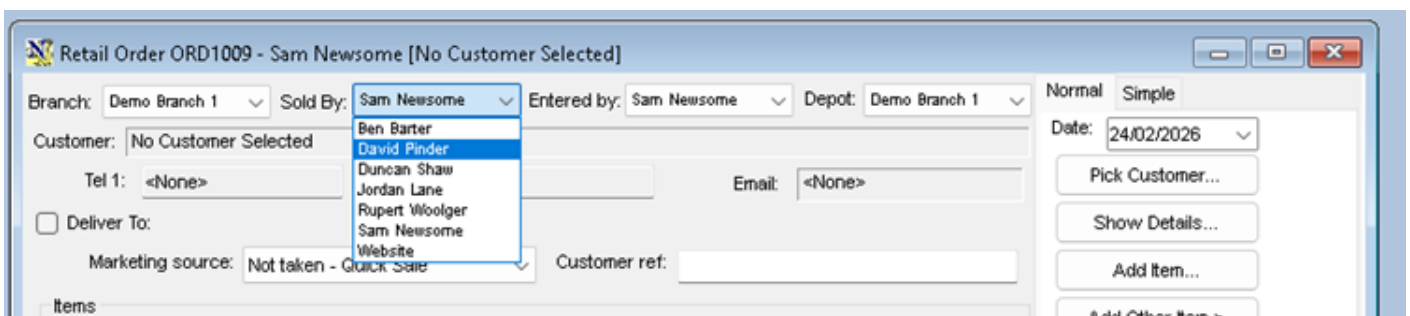 Retail Order ORD1009 - Sam Newsome [No Customer Selected]
Branch: Demo Branch 1 Sold By: Sam Newsome Entered by: Sam Newsome Depot: Demo Branch 1
Normal Simple
Ben Barter
David Pinder
Duncan Shaw
Jordan Lane
Rupert Woolger
Sam Newsome
Website
Customer: No Customer Selected
Date: 24/02/2026
Tel 1: <None> Email: <None>
Pick Customer...
Deliver To:
Show Details...
Marketing source: Not taken - Quick Sale Customer ref:
Add Item...
Items
Add Other Item >